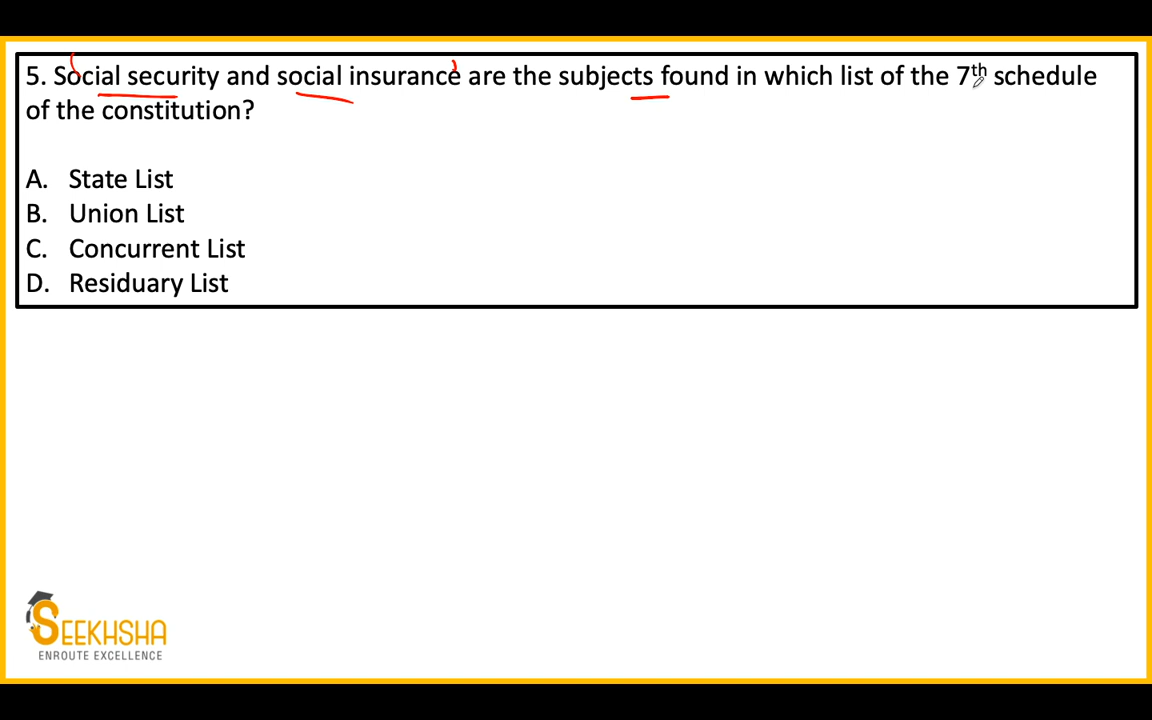 5. Social security and social insurance are the subjects found in which list of the 7th schedule
of the constitution?
A. State List
B. Union List
C. Concurrent List
D. Residuary List
SEEKHSHA
ENROUTE EXCELLENCE